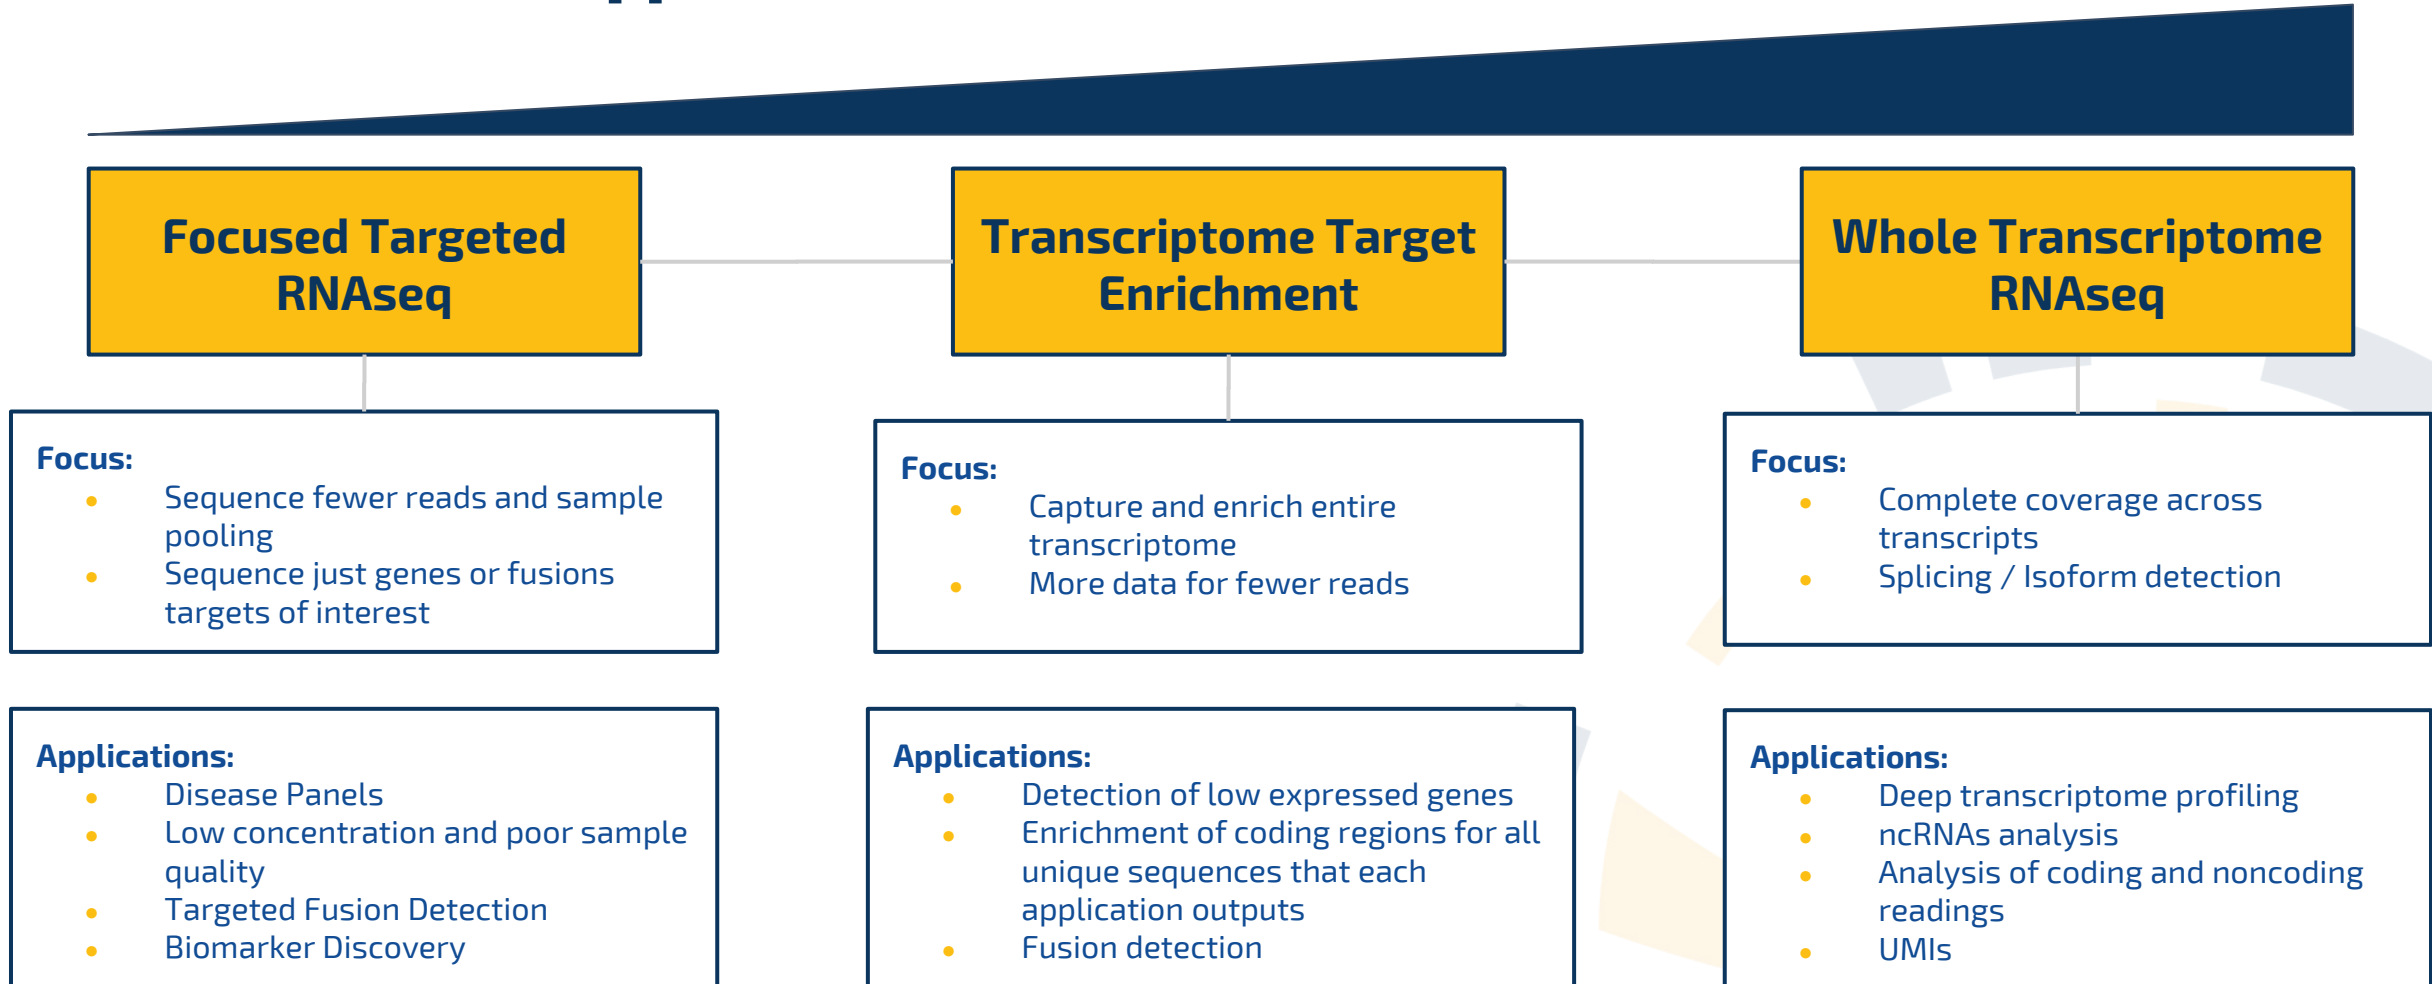 Focused Targeted
RNAseq
Transcriptome Target
Enrichment
Whole Transcriptome
RNAseq
Focus:
• Sequence fewer reads and sample
pooling
• Sequence just genes or fusions
targets of interest
Focus:
• Capture and enrich entire
transcriptome
• More data for fewer reads
Focus:
• Complete coverage across
transcripts
• Splicing / Isoform detection
Applications:
• Disease Panels
• Low concentration and poor sample
quality
• Targeted Fusion Detection
• Biomarker Discovery
Applications:
• Detection of low expressed genes
• Enrichment of coding regions for all
unique sequences that each
application outputs
• Fusion detection
Applications:
• Deep transcriptome profiling
• ncRNAs analysis
• Analysis of coding and noncoding
readings
• UMIs